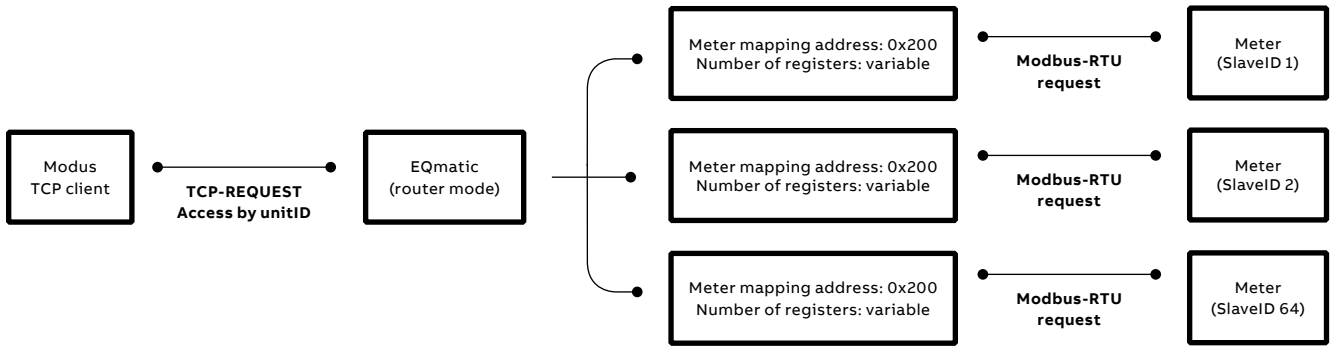 Modus
TCP client
TCP-REQUEST
Access by unitID
EQmatic
(router mode)
Meter mapping address: 0x200
Number of registers: variable
Modbus-RTU
request
Meter
(SlaveID 1)
Meter mapping address: 0x200
Number of registers: variable
Modbus-RTU
request
Meter
(SlaveID 2)
Meter mapping address: 0x200
Number of registers: variable
Modbus-RTU
request
Meter
(SlaveID 64)